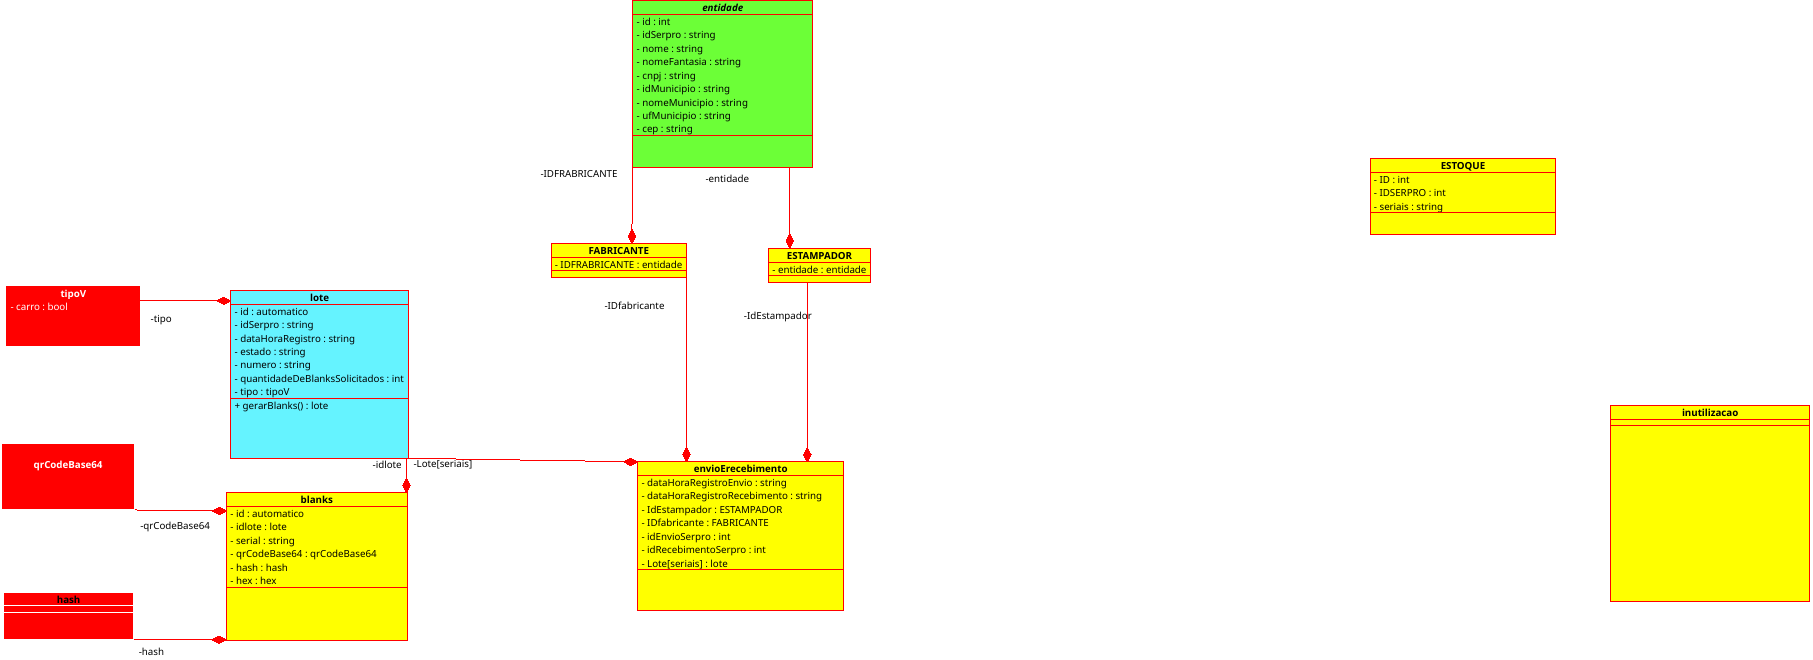 entidade
- id : int
- idSerpro : string
- nome : string
- nomeFantasia : string
- cnpj : string
- idMunicipio : string
- nomeMunicipio : string
- ufMunicipio : string
- cep : string
-IDFRABRICANTE
-entidade
ESTOQUE
- ID : int
- IDSERPRO : int
- seriais : string
FABRICANTE
- IDFRABRICANTE : entidade
ESTAMPADOR
- entidade : entidade
tipoV
- carro : bool
-tipo
lote
- id : automatico
- idSerpro : string
- dataHoraRegistro : string
- estado : string
- numero : string
- quantidadeDeBlanksSolicitados : int
- tipo : tipoV
+ gerarBlanks() : lote
-IDfabricante
-IdEstampador
inutilizacao
qrCodeBase64
-qrCodeBase64
-idlote
-Lote[seriais]
blanks
- id : automatico
- idlote : lote
- serial : string
- qrCodeBase64 : qrCodeBase64
- hash : hash
- hex : hex
envioErecebimento
- dataHoraRegistroEnvio : string
- dataHoraRegistroRecebimento : string
- IdEstampador : ESTAMPADOR
- IDfabricante : FABRICANTE
- idEnvioSerpro : int
- idRecebimentoSerpro : int
- Lote[seriais] : lote
hash
-hash